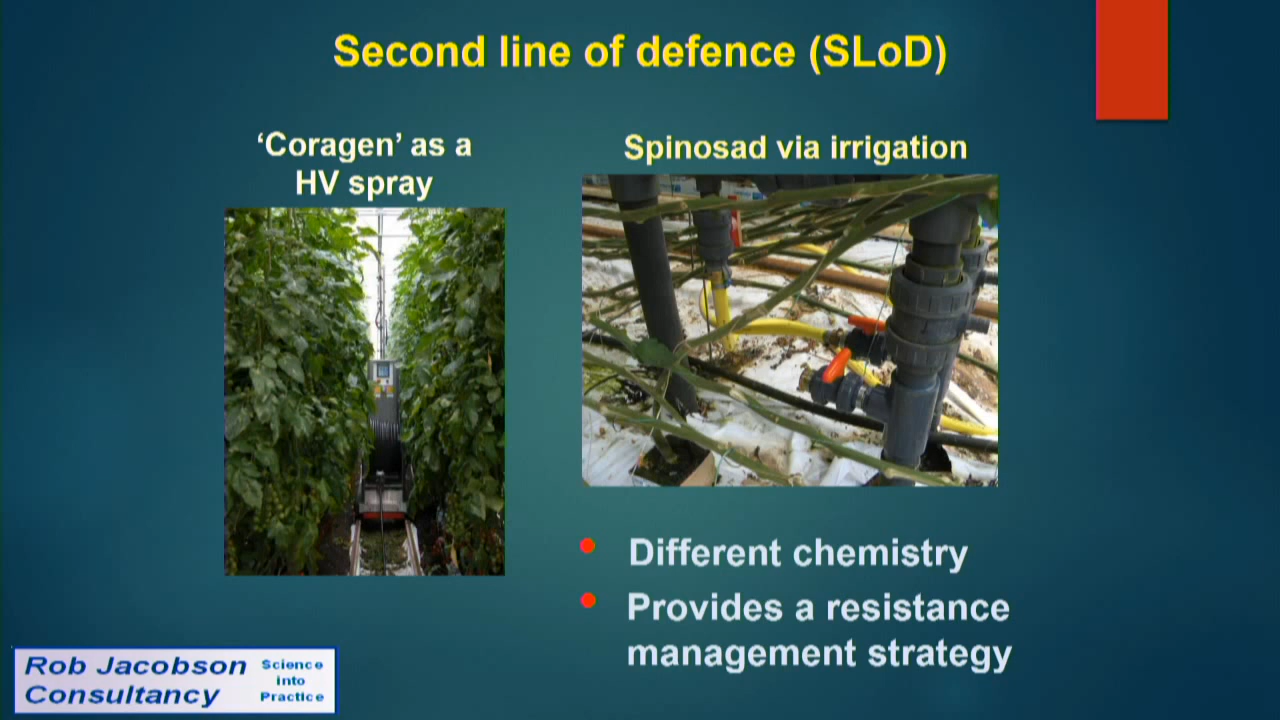 Second line of defence (SLoD)
‘Coragen’ as a
HV spray
Spinosad via irrigation
• Different chemistry
• Provides a resistance
management strategy
Rob Jacobson
Consultancy
Science
into
Practice